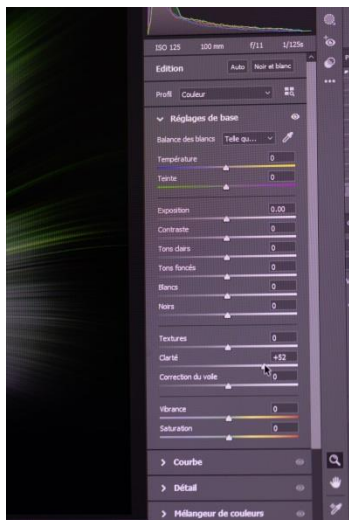 ISO 125 100 mm f/11 1/125s
Edition Auto Noir et blanc
Profil Couleur
Réglages de base
Balance des blancs Telle qu...
Température 0
Teinte 0
Exposition 0.00
Contraste 0
Tons clairs 0
Tons foncés 0
Blancs 0
Noirs 0
Textures 0
Clarté +52
Correction du voile 0
Vibrance 0
Saturation 0
Courbe
Détail
Mélangeur de couleurs